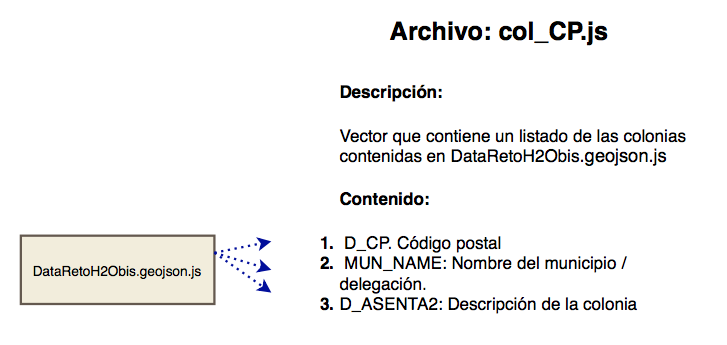 Archivo: col_CP.js
Descripción:
Vector que contiene un listado de las colonias
contenidas en DataRetoH2Obis.geojson.js
Contenido:
1. D_CP. Código postal
2. MUN_NAME: Nombre del municipio /
delegación.
3. D_ASENTA2: Descripción de la colonia
DataRetoH2Obis.geojson.js